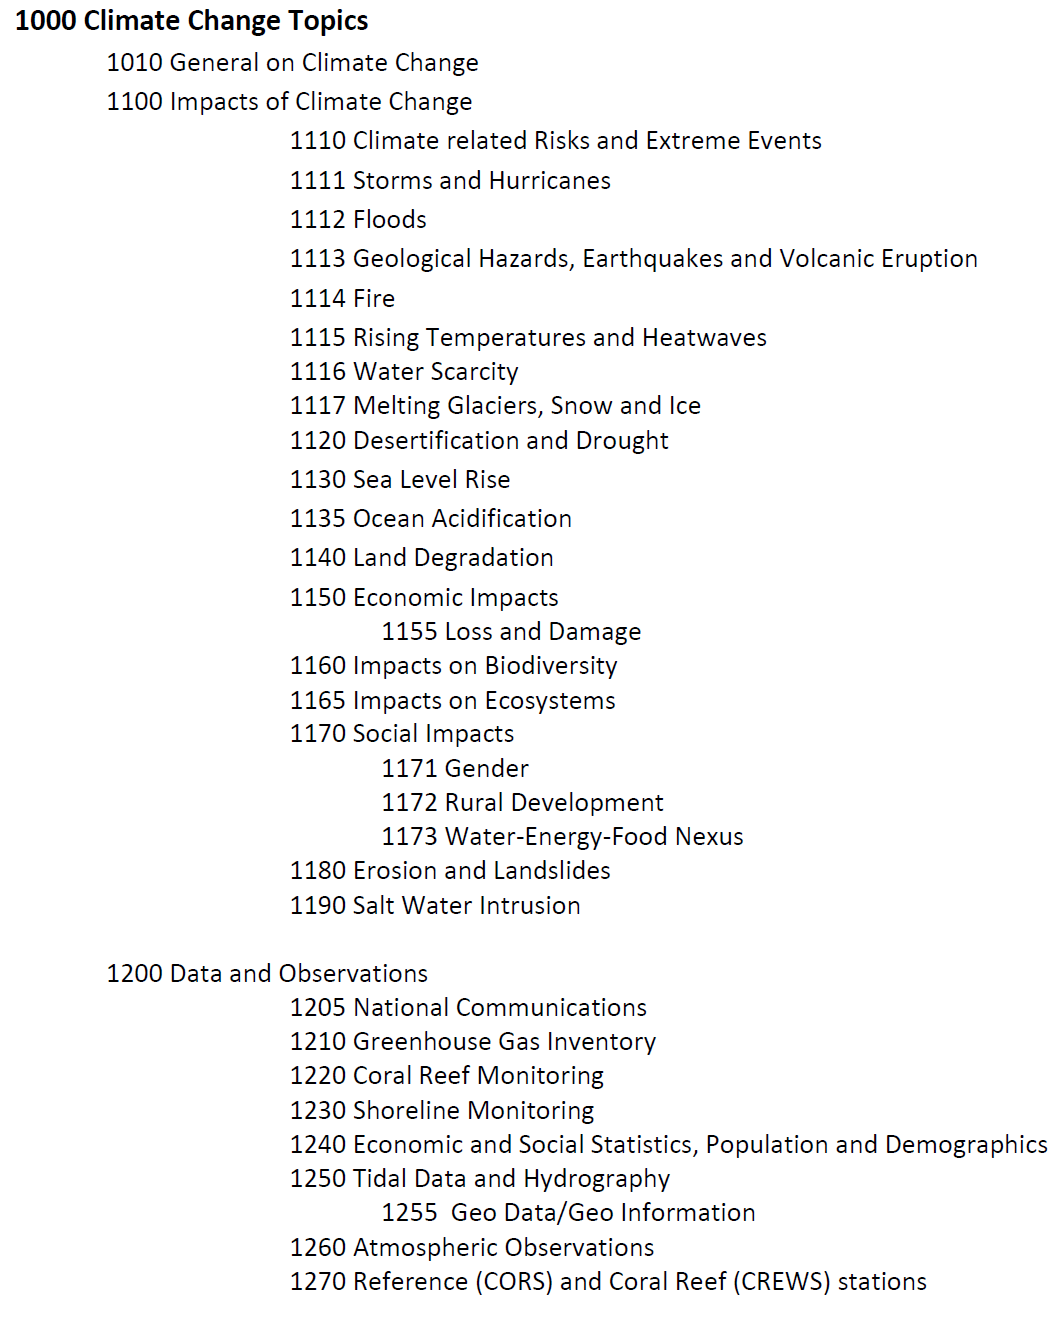 1000 Climate Change Topics
1010 General on Climate Change
1100 Impacts of Climate Change
1110 Climate related Risks and Extreme Events
1111 Storms and Hurricanes
1112 Floods
1113 Geological Hazards, Earthquakes and Volcanic Eruption
1114 Fire
1115 Rising Temperatures and Heatwaves
1116 Water Scarcity
1117 Melting Glaciers, Snow and Ice
1120 Desertification and Drought
1130 Sea Level Rise
1135 Ocean Acidification
1140 Land Degradation
1150 Economic Impacts
1155 Loss and Damage
1160 Impacts on Biodiversity
1165 Impacts on Ecosystems
1170 Social Impacts
1171 Gender
1172 Rural Development
1173 Water-Energy-Food Nexus
1180 Erosion and Landslides
1190 Salt Water Intrusion
1200 Data and Observations
1205 National Communications
1210 Greenhouse Gas Inventory
1220 Coral Reef Monitoring
1230 Shoreline Monitoring
1240 Economic and Social Statistics, Population and Demographics
1250 Tidal Data and Hydrography
1255  Geo Data/Geo Information
1260 Atmospheric Observations
1270 Reference (CORS) and Coral Reef (CREWS) stations